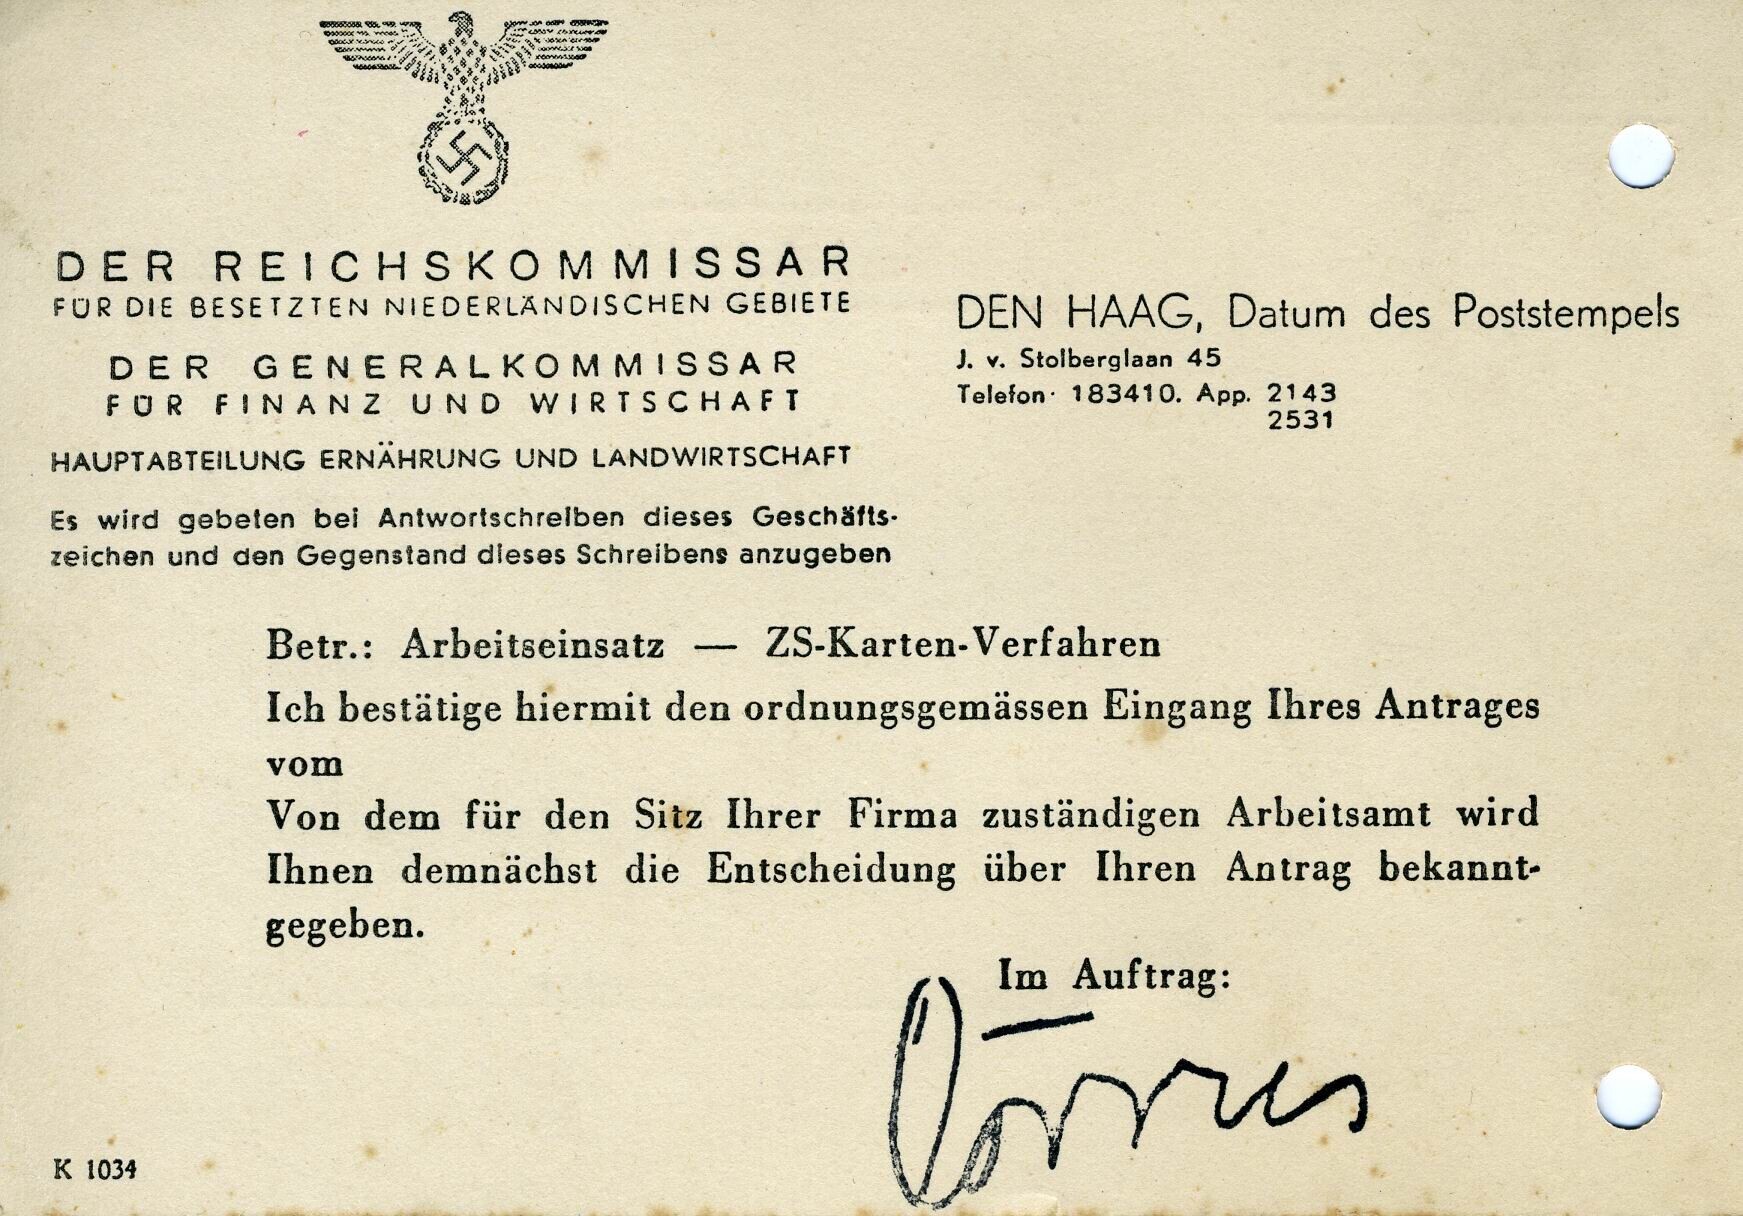 DER REICHSKOMMISSAR
FÜR DIE BESETZTEN NIEDERLÄNDISCHEN GEBIETE
DER GENERALKOMMISSAR
FÜR FINANZ UND WIRTSCHAFT
HAUPTABTEILUNG ERNÄHRUNG UND LANDWIRTSCHAFT
Es wird gebeten bei Antwortschreiben dieses Geschäfts-
zeichen und den Gegenstand dieses Schreibens anzugeben
DEN HAAG, Datum des Poststempels
J. v. Stolberglaan 45
Telefon· 183410. App. 2143
2531
Betr.: Arbeitseinsatz — ZS-Karten-Verfahren
Ich bestätige hiermit den ordnungsgemässen Eingang Ihres Antrages
vom
Von dem für den Sitz Ihrer Firma zuständigen Arbeitsamt wird
Ihnen demnächst die Entscheidung über Ihren Antrag bekannt-
gegeben.
Im Auftrag:
K 1034